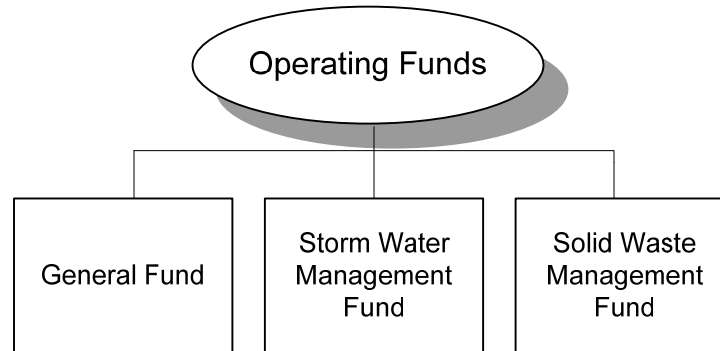 Operating Funds
General Fund
Storm Water
Management
Fund
Solid Waste
Management
Fund